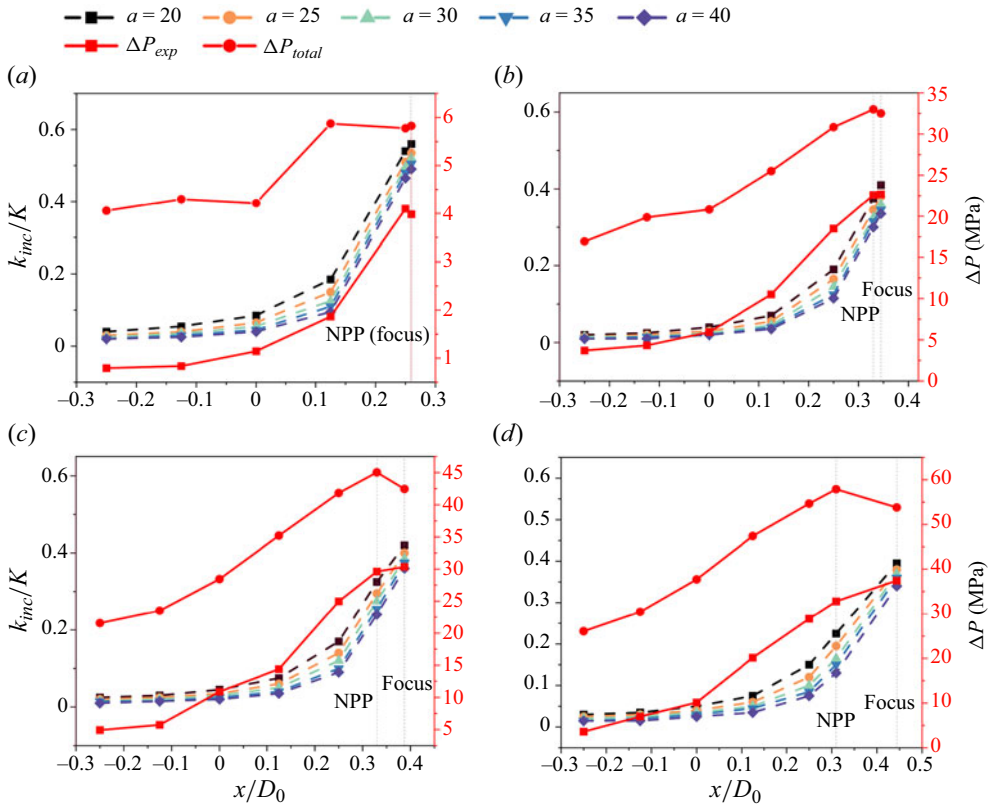 a = 20 a = 25 a = 30 a = 35 a = 40
ΔP_exp ΔP_total
(a) (b)
0.6
0.4
0.2
0
k_inc/K
6
5
4
3
2
1
NPP (focus)
–0.3 –0.2 –0.1 0 0.1 0.2 0.3
0.6
0.4
0.2
0
35
30
25
20
15
10
5
0
ΔP (MPa)
Focus
NPP
–0.3 –0.2 –0.1 0 0.1 0.2 0.3 0.4
(c) (d)
0.6
0.4
0.2
0
k_inc/K
45
40
35
30
25
20
15
10
5
Focus
NPP
–0.3 –0.2 –0.1 0 0.1 0.2 0.3 0.4
x/D_0
0.6
0.5
0.4
0.3
0.2
0.1
0
60
50
40
30
20
10
0
ΔP (MPa)
Focus
NPP
–0.3 –0.2 –0.1 0 0.1 0.2 0.3 0.4 0.5
x/D_0